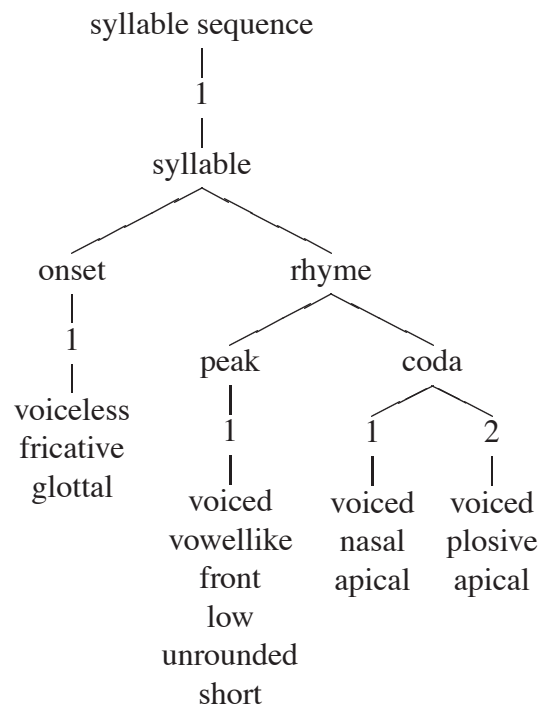 syllable sequence
1
syllable
onset rhyme
1
peak coda
voiceless
fricative
glottal
1 1 2
voiced voiced voiced
vowellike nasal plosive
front apical apical
low
unrounded
short